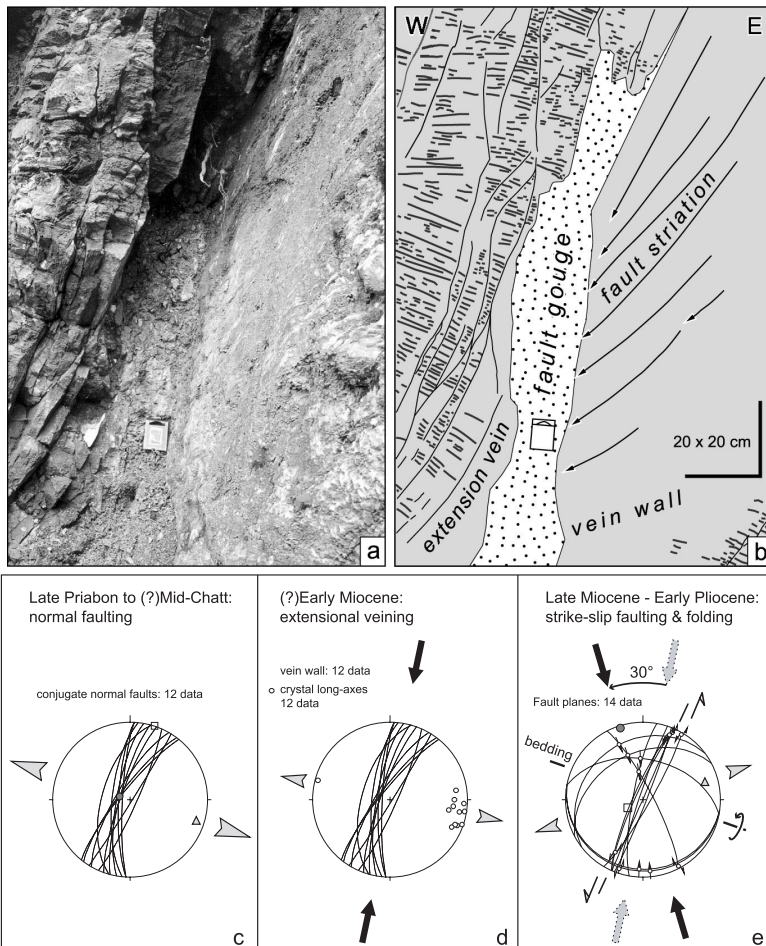 a
W
E
fault gouge
fault striation
extension vein
vein wall
20 x 20 cm
b
Late Priabon to (?)Mid-Chatt:
normal faulting
conjugate normal faults: 12 data
c
(?)Early Miocene:
extensional veining
vein wall: 12 data
crystal long-axes
12 data
d
Late Miocene - Early Pliocene:
strike-slip faulting & folding
30°
Fault planes: 14 data
bedding
e